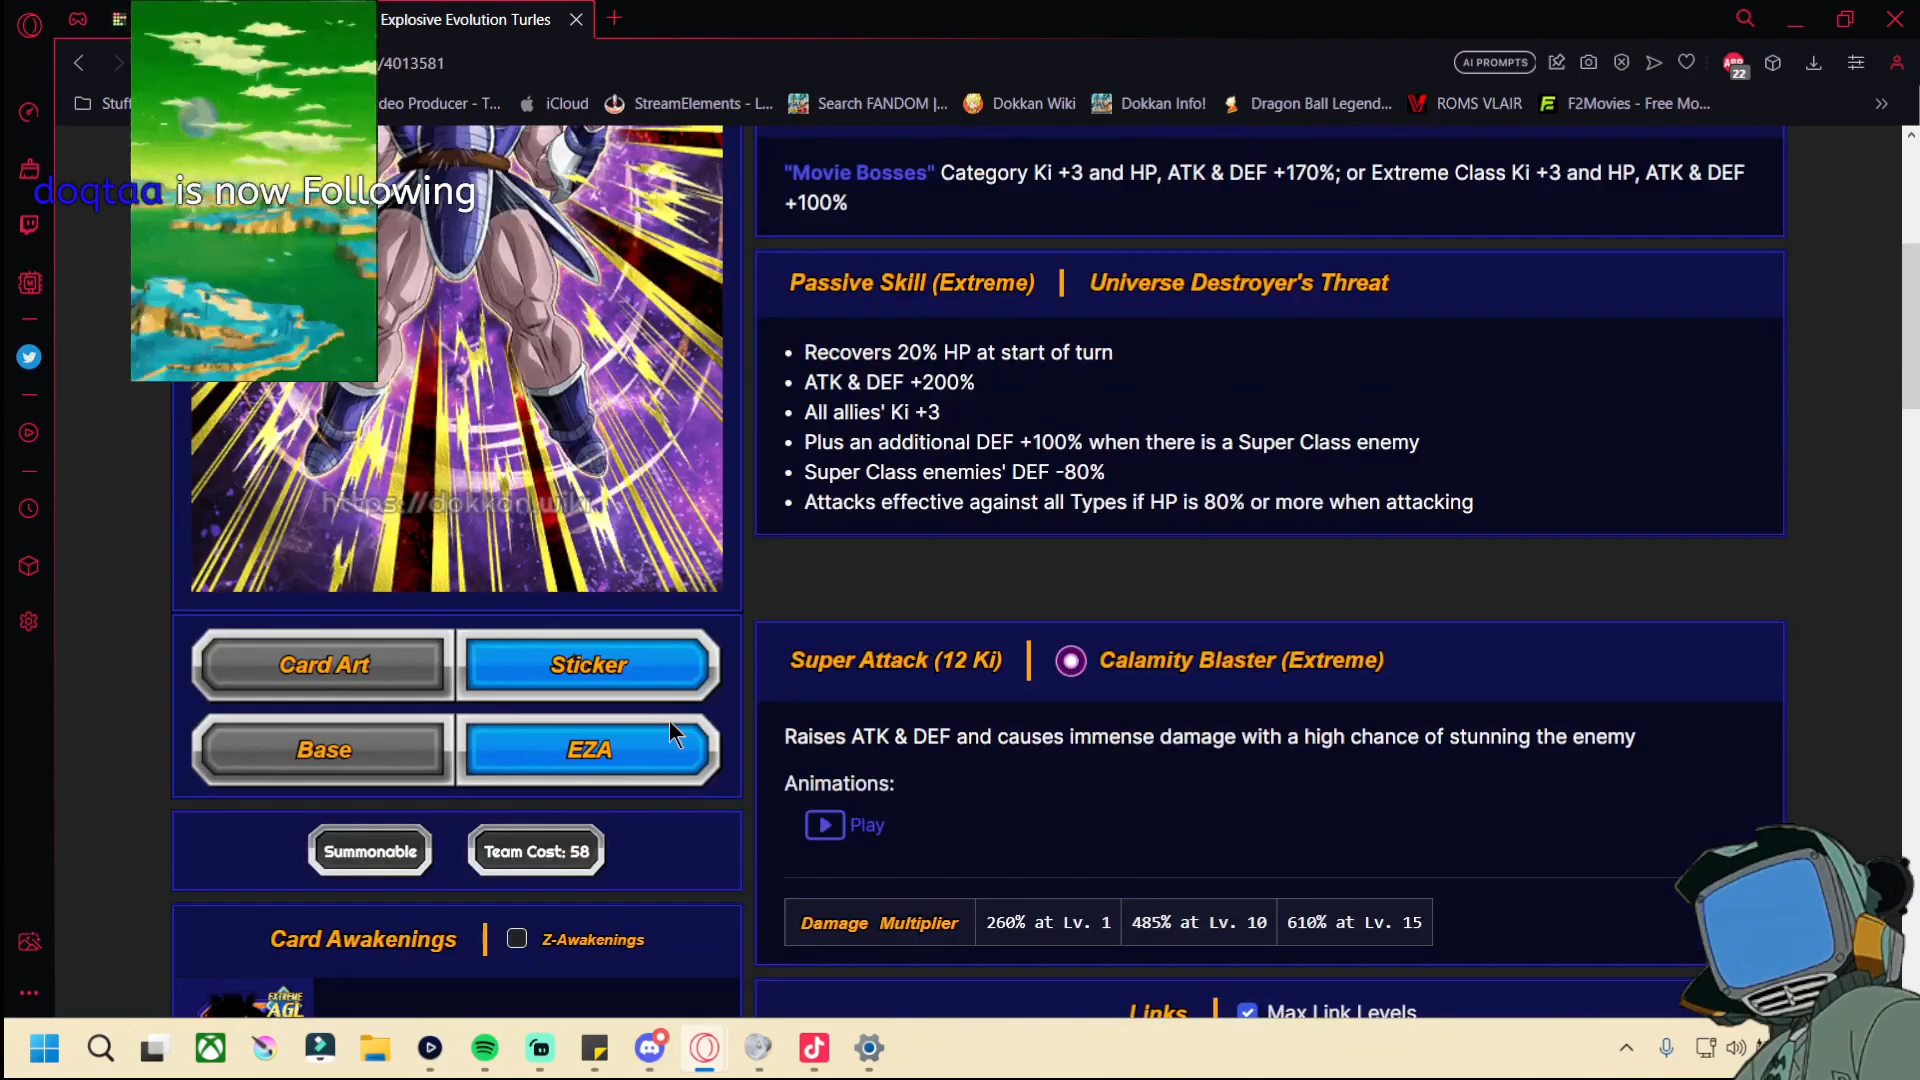 Explosive Evolution Turles
/4013581
AI PROMPTS
22
Stuff
deo Producer - T...
iCloud
StreamElements - L...
Search FANDOM |...
Dokkan Wiki
Dokkan Info!
Dragon Ball Legend...
ROMS VLAIR
F2Movies - Free Mo...
doqtaa is now Following
"Movie Bosses" Category Ki +3 and HP, ATK & DEF +170%; or Extreme Class Ki +3 and HP, ATK & DEF
+100%
Passive Skill (Extreme) | Universe Destroyer's Threat
• Recovers 20% HP at start of turn
• ATK & DEF +200%
• All allies' Ki +3
• Plus an additional DEF +100% when there is a Super Class enemy
• Super Class enemies' DEF -80%
• Attacks effective against all Types if HP is 80% or more when attacking
https://dokkan.wiki
Card Art
Sticker
Base
EZA
Summonable
Team Cost: 58
Card Awakenings | Z-Awakenings
EXTREME
AGL
Super Attack (12 Ki) | Calamity Blaster (Extreme)
Raises ATK & DEF and causes immense damage with a high chance of stunning the enemy
Animations:
Play
Damage Multiplier 260% at Lv. 1 485% at Lv. 10 610% at Lv. 15
Links | Max Link Levels